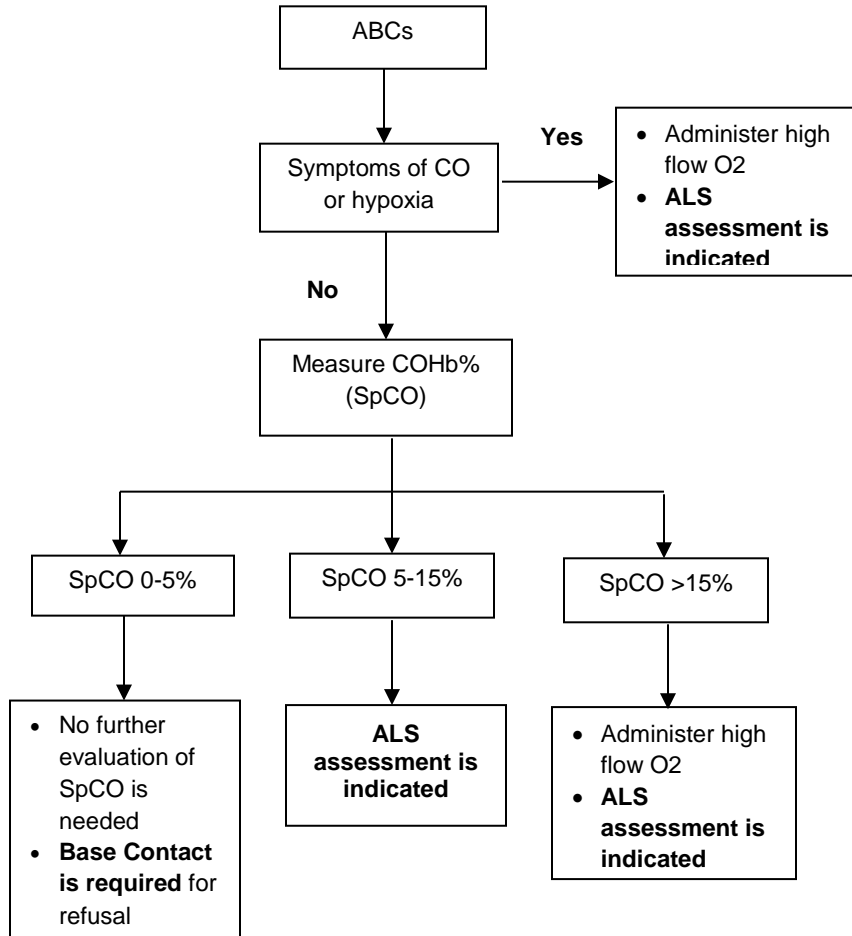 ABCs
Yes
• Administer high
flow O2
• ALS
assessment is
indicated
Symptoms of CO
or hypoxia
No
Measure COHb%
(SpCO)
SpCO 0-5%
SpCO 5-15%
SpCO >15%
• No further
evaluation of
SpCO is
needed
• Base Contact
is required for
refusal
ALS
assessment is
indicated
• Administer high
flow O2
• ALS
assessment is
indicated